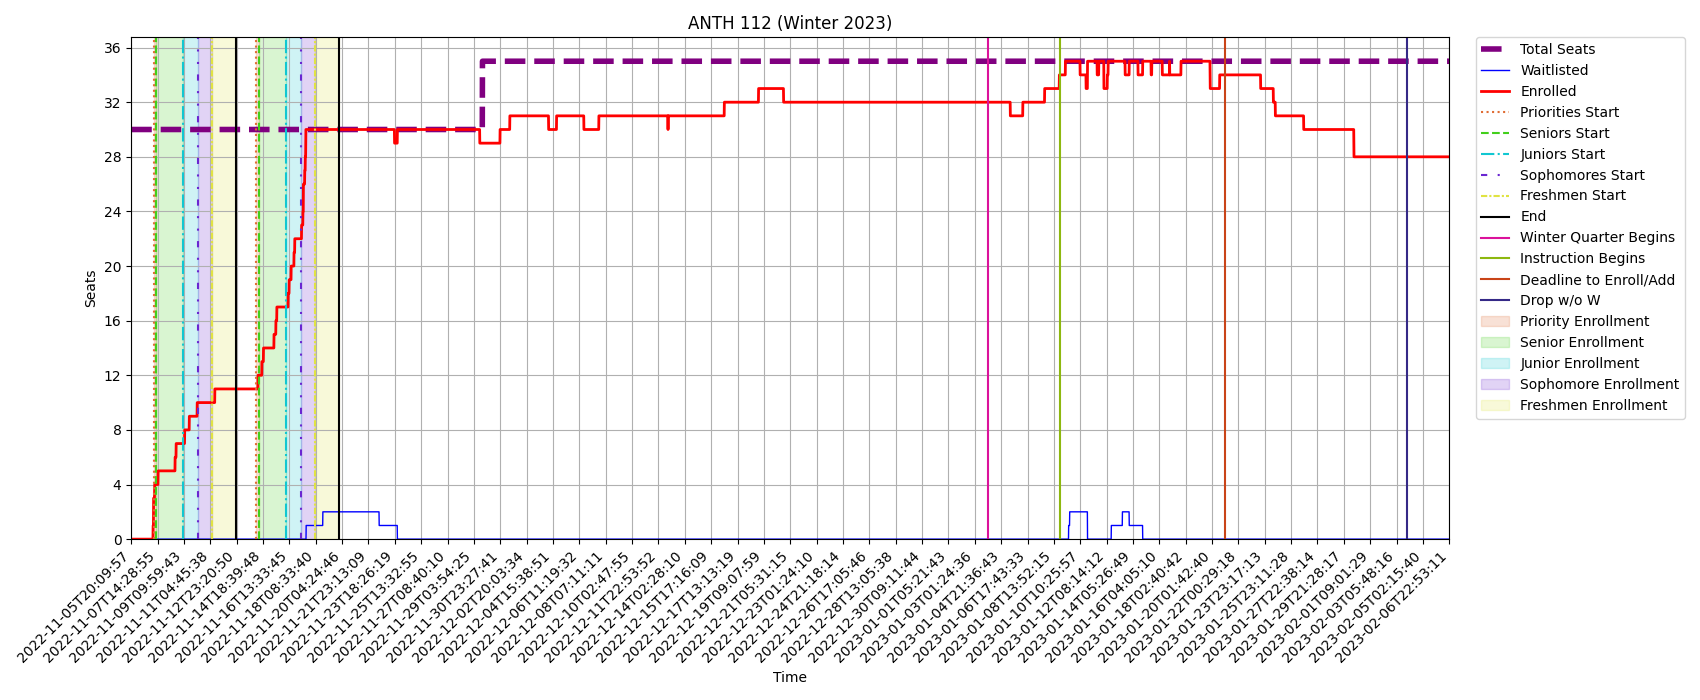 ANTH 112 (Winter 2023)
36
32
28
24
20
16
12
8
4
0
Seats
2022-11-05T20:09:57
2022-11-07T14:28:55
2022-11-09T09:59:43
2022-11-11T04:45:38
2022-11-12T23:20:50
2022-11-14T18:39:48
2022-11-16T13:33:45
2022-11-18T08:33:40
2022-11-20T04:24:46
2022-11-21T23:13:09
2022-11-23T18:26:19
2022-11-25T13:32:55
2022-11-27T08:40:10
2022-11-29T03:54:25
2022-11-30T23:27:41
2022-12-02T20:03:34
2022-12-04T15:38:51
2022-12-06T11:19:32
2022-12-08T07:11:11
2022-12-10T02:47:55
2022-12-11T22:53:52
2022-12-14T02:28:10
2022-12-15T17:16:09
2022-12-17T13:13:19
2022-12-19T09:07:59
2022-12-21T05:31:15
2022-12-23T01:24:10
2022-12-24T21:18:14
2022-12-26T17:05:46
2022-12-28T13:05:38
2022-12-30T09:11:44
2023-01-01T05:21:43
2023-01-03T01:24:36
2023-01-04T21:36:43
2023-01-06T17:43:33
2023-01-08T13:52:15
2023-01-10T10:25:57
2023-01-12T08:14:12
2023-01-14T05:26:49
2023-01-16T04:05:10
2023-01-18T02:40:42
2023-01-20T01:42:40
2023-01-22T00:29:18
2023-01-23T23:17:13
2023-01-25T23:11:28
2023-01-27T22:38:14
2023-01-29T21:28:17
2023-02-01T09:01:29
2023-02-03T05:48:16
2023-02-05T02:15:40
2023-02-06T22:53:11
Time
Total Seats
Waitlisted
Enrolled
Priorities Start
Seniors Start
Juniors Start
Sophomores Start
Freshmen Start
End
Winter Quarter Begins
Instruction Begins
Deadline to Enroll/Add
Drop w/o W
Priority Enrollment
Senior Enrollment
Junior Enrollment
Sophomore Enrollment
Freshmen Enrollment